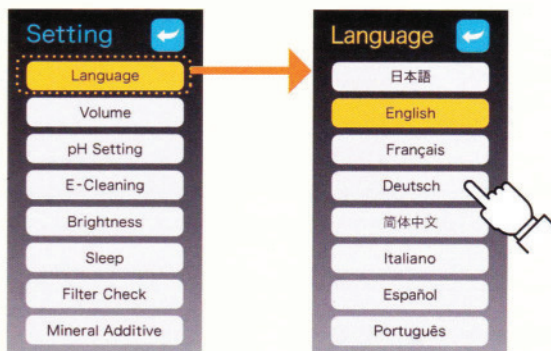 Setting
Language
Volume
pH Setting
E-Cleaning
Brightness
Sleep
Filter Check
Mineral Additive
Language
日本語
English
Français
Deutsch
简体中文
Italiano
Español
Português